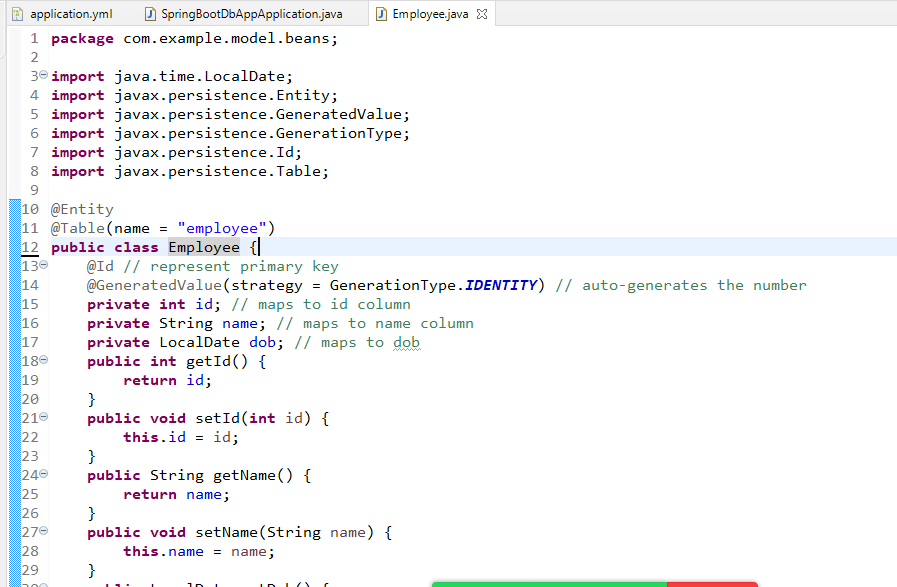 application.yml SpringBootDbAppApplication.java Employee.java
1 package com.example.model.beans;
2
3 import java.time.LocalDate;
4 import javax.persistence.Entity;
5 import javax.persistence.GeneratedValue;
6 import javax.persistence.GenerationType;
7 import javax.persistence.Id;
8 import javax.persistence.Table;
9
10 @Entity
11 @Table(name = "employee")
12 public class Employee {
13 @Id // represent primary key
14 @GeneratedValue(strategy = GenerationType.IDENTITY) // auto-generates the number
15 private int id; // maps to id column
16 private String name; // maps to name column
17 private LocalDate dob; // maps to dob
18 public int getId() {
19 return id;
20 }
21 public void setId(int id) {
22 this.id = id;
23 }
24 public String getName() {
25 return name;
26 }
27 public void setName(String name) {
28 this.name = name;
29 }